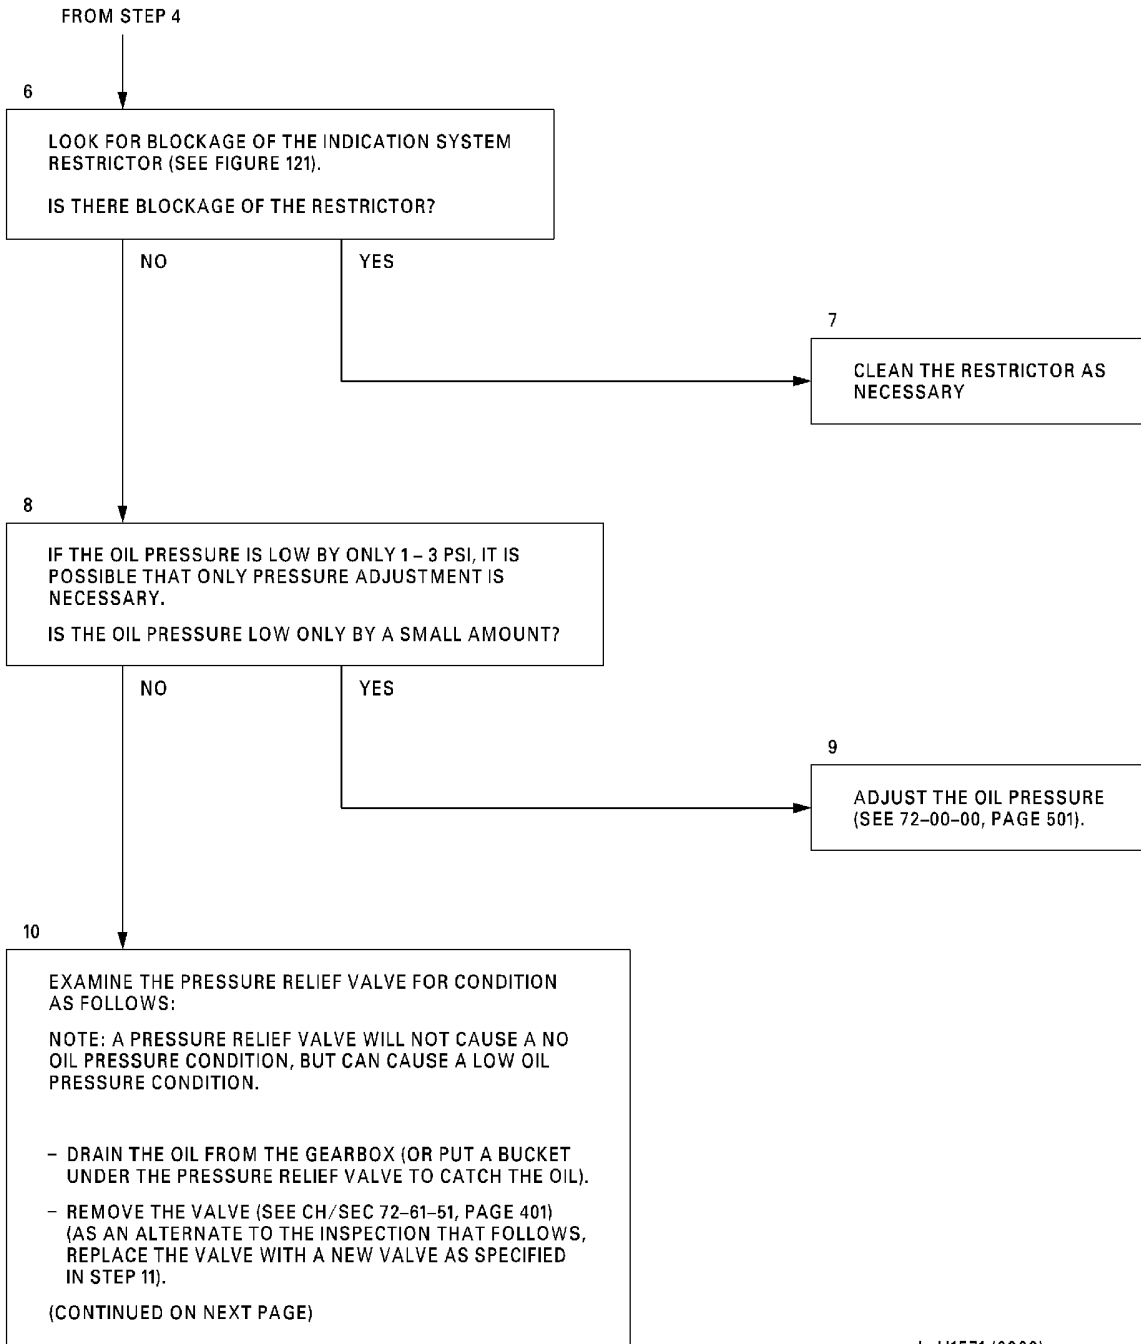 FROM STEP 4
6
LOOK FOR BLOCKAGE OF THE INDICATION SYSTEM
RESTRICTOR (SEE FIGURE 121).
IS THERE BLOCKAGE OF THE RESTRICTOR?
NO
YES
7
CLEAN THE RESTRICTOR AS
NECESSARY
8
IF THE OIL PRESSURE IS LOW BY ONLY 1 – 3 PSI, IT IS
POSSIBLE THAT ONLY PRESSURE ADJUSTMENT IS
NECESSARY.
IS THE OIL PRESSURE LOW ONLY BY A SMALL AMOUNT?
NO
YES
9
ADJUST THE OIL PRESSURE
(SEE 72–00–00, PAGE 501).
10
EXAMINE THE PRESSURE RELIEF VALVE FOR CONDITION
AS FOLLOWS:
NOTE: A PRESSURE RELIEF VALVE WILL NOT CAUSE A NO
OIL PRESSURE CONDITION, BUT CAN CAUSE A LOW OIL
PRESSURE CONDITION.
– DRAIN THE OIL FROM THE GEARBOX (OR PUT A BUCKET
UNDER THE PRESSURE RELIEF VALVE TO CATCH THE OIL).
– REMOVE THE VALVE (SEE CH/SEC 72–61–51, PAGE 401)
(AS AN ALTERNATE TO THE INSPECTION THAT FOLLOWS,
REPLACE THE VALVE WITH A NEW VALVE AS SPECIFIED
IN STEP 11).
(CONTINUED ON NEXT PAGE)